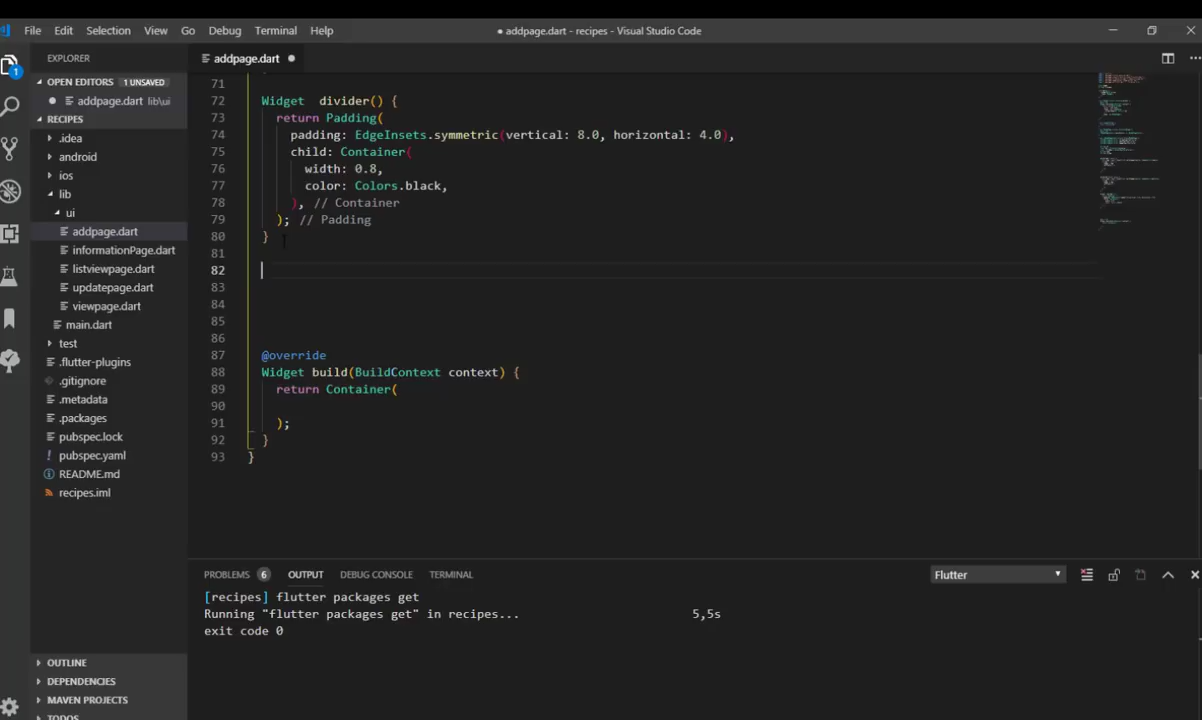 File Edit Selection View Go Debug Terminal Help
● addpage.dart - recipes - Visual Studio Code
EXPLORER
addpage.dart
OPEN EDITORS 1 UNSAVED
addpage.dart lib\ui
RECIPES
.idea
android
ios
lib
ui
addpage.dart
informationPage.dart
listviewpage.dart
updatepage.dart
viewpage.dart
main.dart
test
.flutter-plugins
.gitignore
.metadata
.packages
pubspec.lock
pubspec.yaml
README.md
recipes.iml
OUTLINE
DEPENDENCIES
MAVEN PROJECTS
TODOS
1
71
72 Widget divider() {
73 return Padding(
74 padding: EdgeInsets.symmetric(vertical: 8.0, horizontal: 4.0),
75 child: Container(
76 width: 0.8,
77 color: Colors.black,
78 ), // Container
79 ); // Padding
80 }
81
82
83
84
85
86
87 @override
88 Widget build(BuildContext context) {
89 return Container(
90
91 );
92 }
93 }
PROBLEMS 6 OUTPUT DEBUG CONSOLE TERMINAL
Flutter
[recipes] flutter packages get
Running "flutter packages get" in recipes... 5,5s
exit code 0